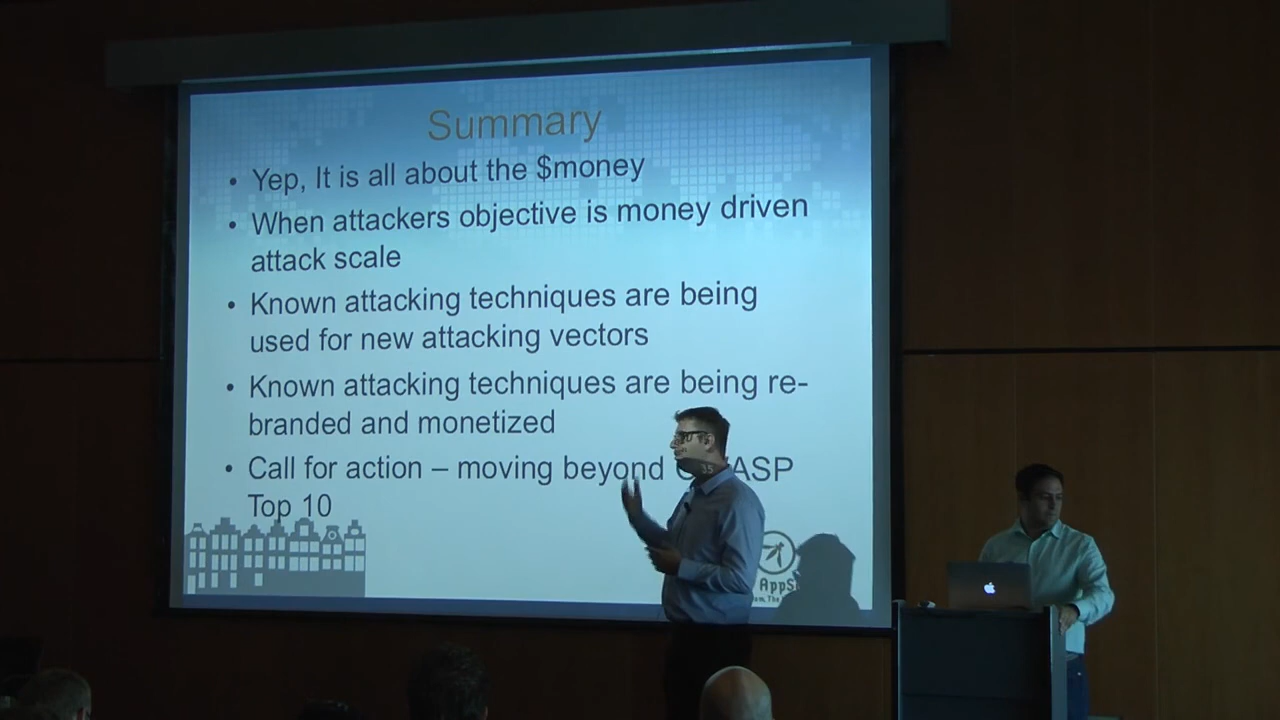 Summary
• Yep, It is all about the $money
• When attackers objective is money driven
attack scale
• Known attacking techniques are being
used for new attacking vectors
• Known attacking techniques are being re-
branded and monetized
• Call for action – moving beyond
Top 10
35